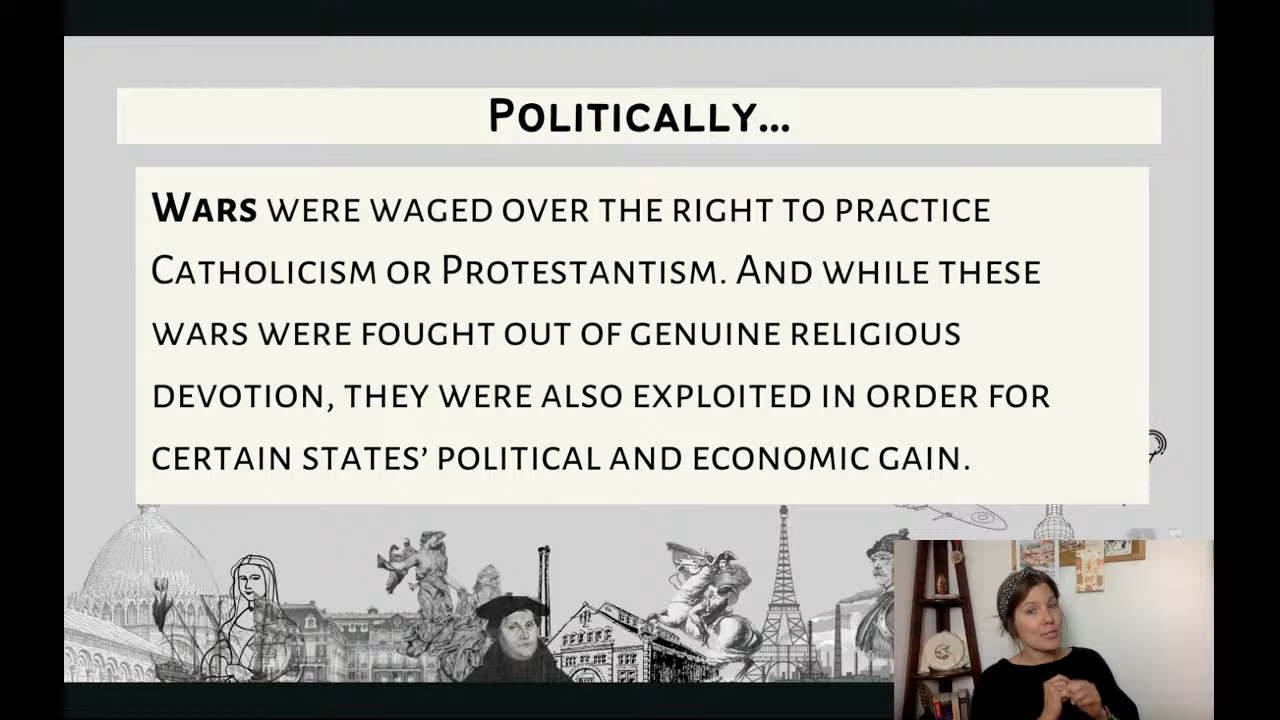 Politically...
Wars were waged over the right to practice
Catholicism or Protestantism. And while these
wars were fought out of genuine religious
devotion, they were also exploited in order for
certain states’ political and economic gain.